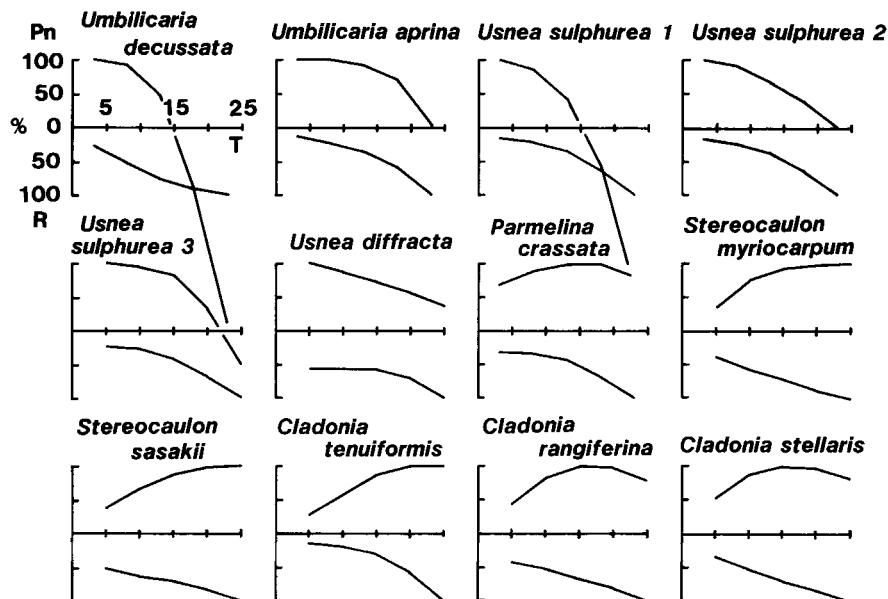 Umbilicaria
decussata
Umbilicaria aprina
Usnea sulphurea 1
Usnea sulphurea 2
Pn
100
50
% 0
50
100
R
5 15 25
T
Usnea
sulphurea 3
Usnea diffracta
Parmelina
crassata
Stereocaulon
myriocarpum
Stereocaulon
sasakii
Cladonia
tenuiformis
Cladonia
rangiferina
Cladonia stellaris